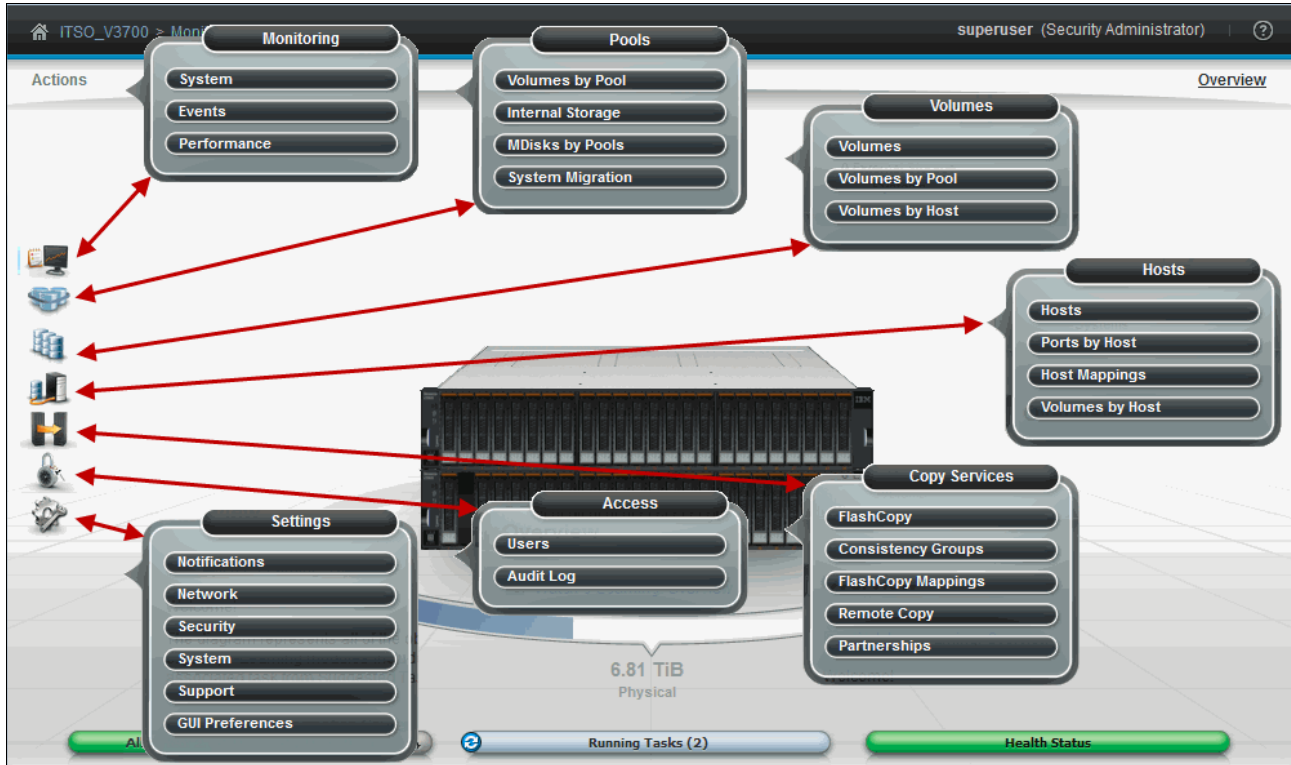 ITSO_V3700 > Moni
superuser (Security Administrator)
Actions
Overview
Monitoring
System
Events
Performance
Pools
Volumes by Pool
Internal Storage
MDisks by Pools
System Migration
Volumes
Volumes
Volumes by Pool
Volumes by Host
Hosts
Hosts
Ports by Host
Host Mappings
Volumes by Host
Copy Services
FlashCopy
Consistency Groups
FlashCopy Mappings
Remote Copy
Partnerships
Access
Users
Audit Log
Settings
Notifications
Network
Security
System
Support
GUI Preferences
IBM
6.81 TiB
Physical
Welcome!
Running Tasks (2)
Health Status